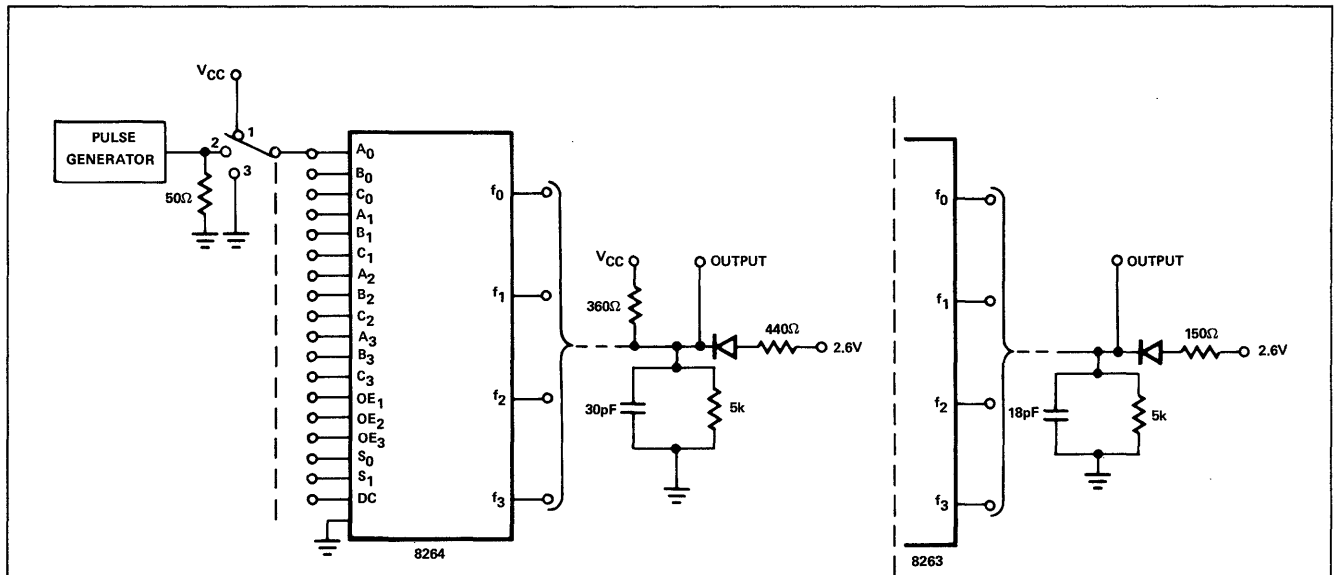 VCC
1
2
3
PULSE
GENERATOR
50Ω
A0
B0
C0
A1
B1
C1
A2
B2
C2
A3
B3
C3
OE1
OE2
OE3
S0
S1
DC
f0
f1
f2
f3
8264
VCC
OUTPUT
360Ω
440Ω
2.6V
30pF
5k
f0
f1
f2
f3
8263
OUTPUT
150Ω
2.6V
18pF
5k